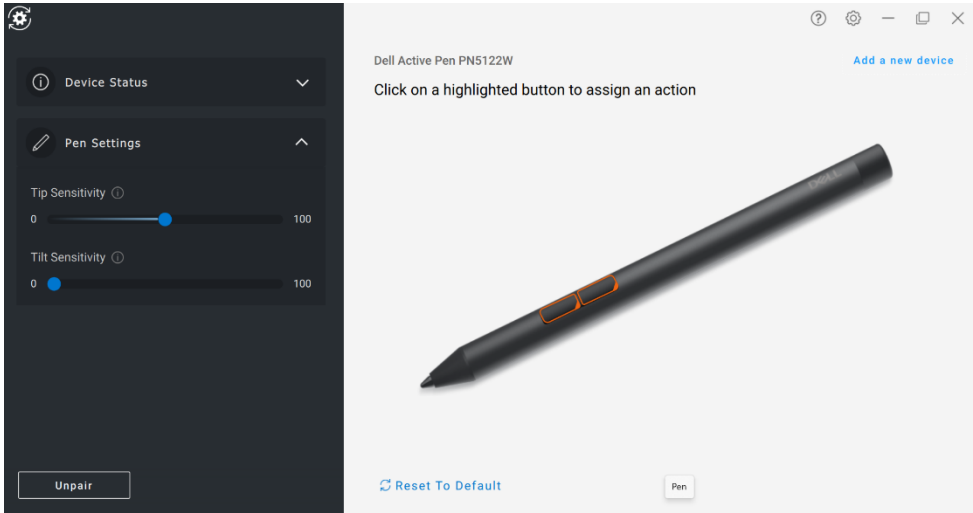 Device Status
Pen Settings
Tip Sensitivity
0 100
Tilt Sensitivity
0 100
Unpair
Dell Active Pen PN5122W
Add a new device
Click on a highlighted button to assign an action
DELL
Reset To Default
Pen